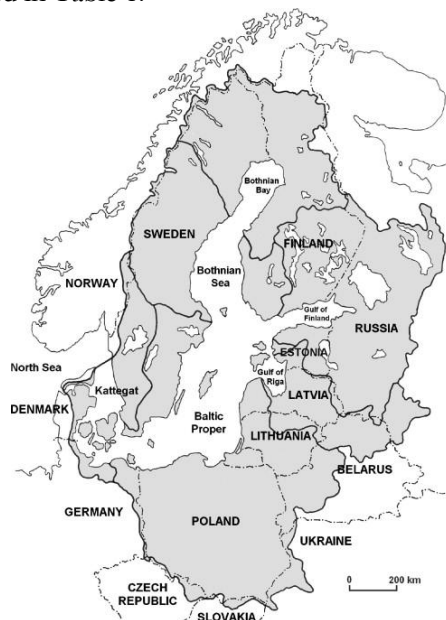 in Table 1.
Bothnian
Bay
SWEDEN
FINLAND
Bothnian
Sea
NORWAY
Gulf of
Finland
RUSSIA
ESTONIA
North Sea
Gulf of
Riga
Kattegat
LATVIA
DENMARK
Baltic
Proper
LITHUANIA
BELARUS
GERMANY
POLAND
UKRAINE
CZECH
REPUBLIC
0 200 km
SLOVAKIA